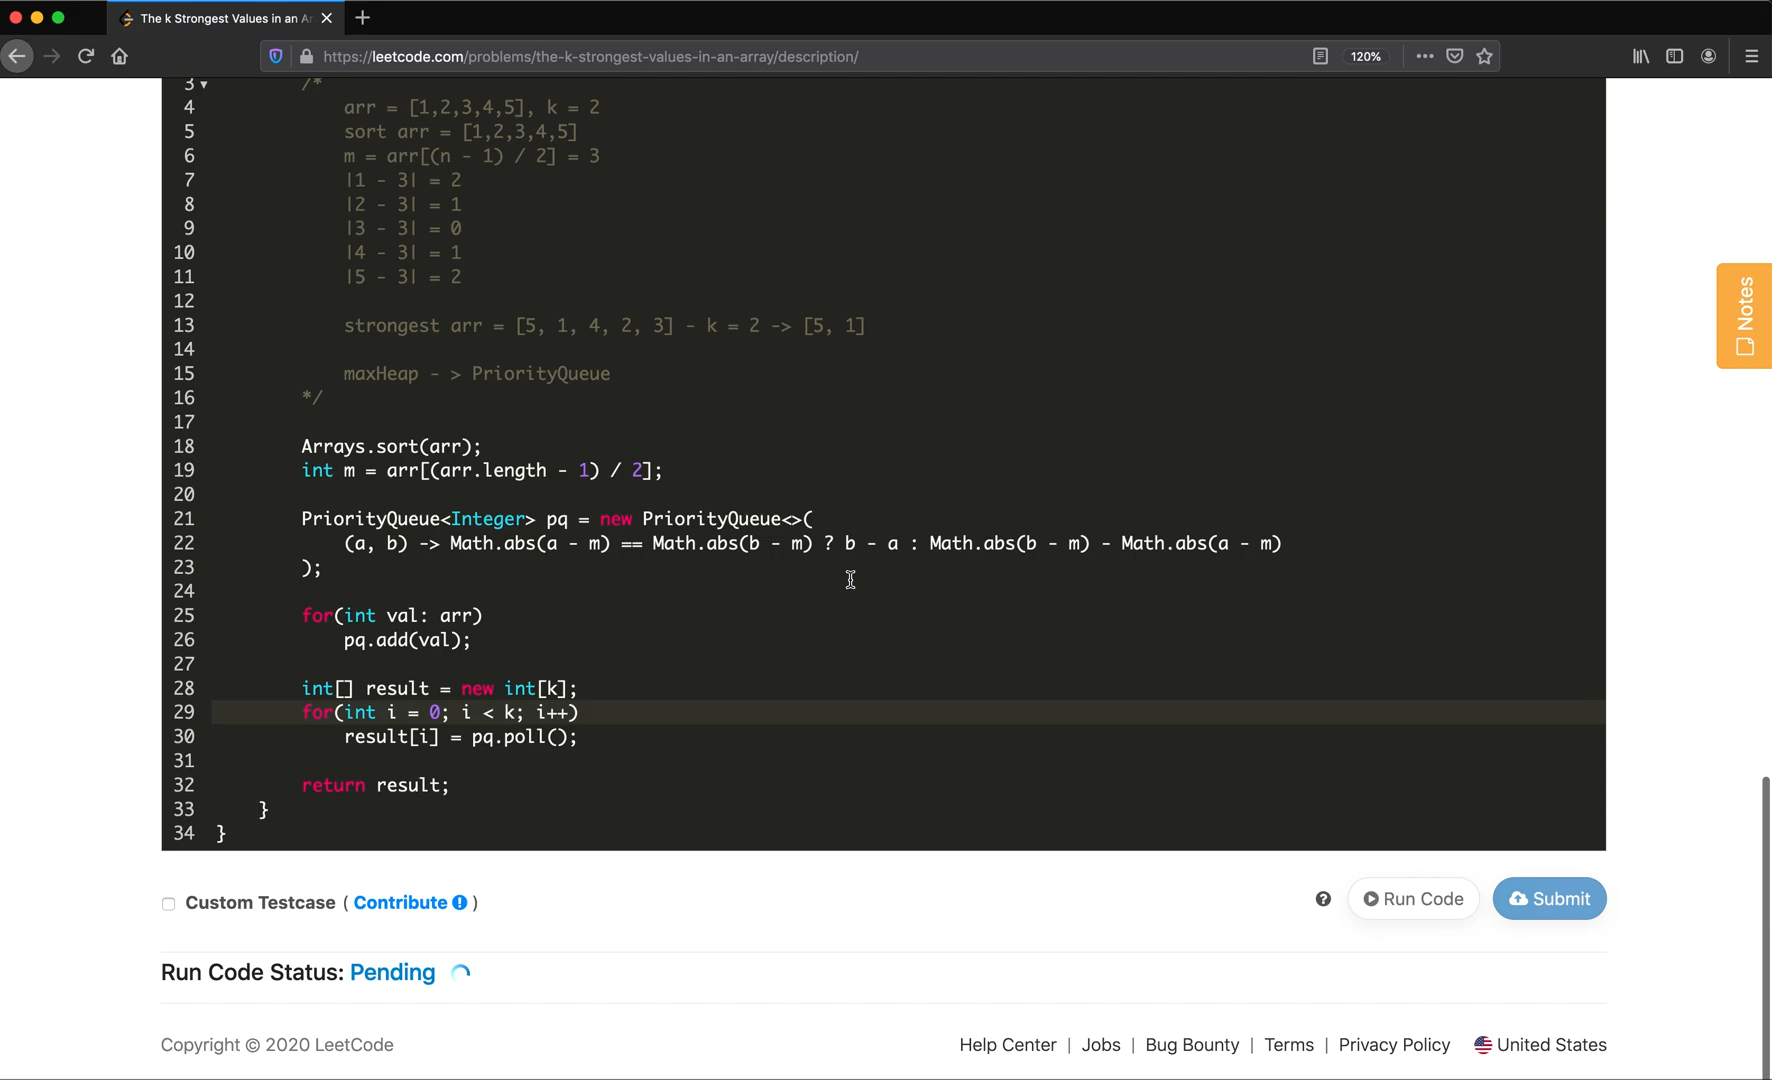 The k Strongest Values in an Ar
https://leetcode.com/problems/the-k-strongest-values-in-an-array/description/
120%
3 /*
4 arr = [1,2,3,4,5], k = 2
5 sort arr = [1,2,3,4,5]
6 m = arr[(n - 1) / 2] = 3
7 |1 - 3| = 2
8 |2 - 3| = 1
9 |3 - 3| = 0
10 |4 - 3| = 1
11 |5 - 3| = 2
12
13 strongest arr = [5, 1, 4, 2, 3] - k = 2 -> [5, 1]
14
15 maxHeap - > PriorityQueue
16 */
17
18 Arrays.sort(arr);
19 int m = arr[(arr.length - 1) / 2];
20
21 PriorityQueue<Integer> pq = new PriorityQueue<>(
22 (a, b) -> Math.abs(a - m) == Math.abs(b - m) ? b - a : Math.abs(b - m) - Math.abs(a - m)
23 );
24
25 for(int val: arr)
26 pq.add(val);
27
28 int[] result = new int[k];
29 for(int i = 0; i < k; i++)
30 result[i] = pq.poll();
31
32 return result;
33 }
34 }
Notes
Custom Testcase ( Contribute )
Run Code
Submit
Run Code Status: Pending
Copyright © 2020 LeetCode
Help Center | Jobs | Bug Bounty | Terms | Privacy Policy United States